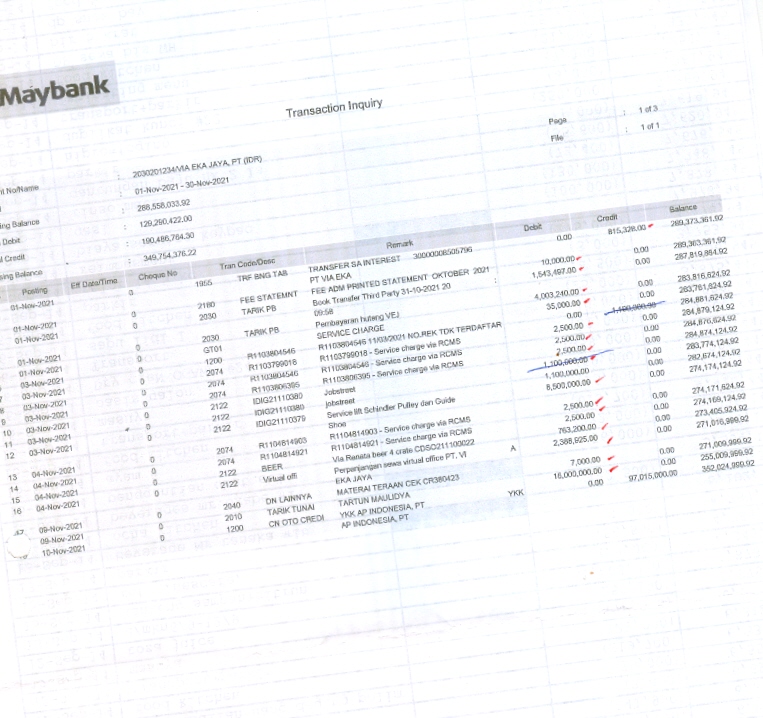 Maybank
Transaction Inquiry
Page : 1 of 3
File : 1 of 1
nt No/Name : 2030201234/VIA EKA JAYA, PT (IDR)
: 01-Nov-2021 - 30-Nov-2021
ing Balance : 288,558,033.92
Debit : 129,290,422.00
l Credit : 190,486,764.30
sing Balance : 349,754,376.22
Posting Eff Date/Time Cheque No Tran Code/Desc Remark Debit Credit Balance
01-Nov-2021 0 1955 TRF BNG TAB TRANSFER SA INTEREST 30000008505796 0.00 815,328.00 289,373,361.92
PT VIA EKA
01-Nov-2021 0 2180 FEE STATEMNT FEE ADM PRINTED STATEMENT OKTOBER 2021 10,000.00 0.00 289,363,361.92
01-Nov-2021 0 2030 TARIK PB Book Transfer Third Party 31-10-2021 20 : 1,543,497.00 0.00 287,819,864.92
09:58
01-Nov-2021 0 2030 TARIK PB Pembayaran hutang VEJ 4,003,240.00 0.00 283,816,624.92
01-Nov-2021 0 GT01 SERVICE CHARGE 35,000.00 0.00 283,781,624.92
03-Nov-2021 0 1200 R1103804546 R1103804546 11/03/2021 NO.REK TDK TERDAFTAR 0.00 1,100,000.00 284,881,624.92
8 03-Nov-2021 0 2074 R1103799018 R1103799018 - Service charge via RCMS 2,500.00 0.00 284,879,124.92
9 03-Nov-2021 0 2074 R1103804546 R1103804546 - Service charge via RCMS 2,500.00 0.00 284,876,624.92
10 03-Nov-2021 0 2074 R1103806395 R1103806395 - Service charge via RCMS 2,500.00 0.00 284,874,124.92
11 03-Nov-2021 0 2122 IDIG21110380 Jobstreet 1,100,000.00 0.00 283,774,124.92
12 03-Nov-2021 0 2122 IDIG21110380 jobstreet 1,100,000.00 0.00 282,674,124.92
2122 IDIG21110379 Service lift Schindler Pulley dan Guide 8,500,000.00 0.00 274,174,124.92
Shoe
13 04-Nov-2021 0 2074 R1104814903 R1104814903 - Service charge via RCMS 2,500.00 0.00 274,171,624.92
14 04-Nov-2021 0 2074 R1104814921 R1104814921 - Service charge via RCMS 2,500.00 0.00 274,169,124.92
15 04-Nov-2021 0 2122 BEER Via Renata beer 4 crate CDSO211100022 763,200.00 0.00 273,405,924.92
16 04-Nov-2021 0 2122 Virtual offi Perpanjangan sewa virtual office PT. VI A 2,388,925.00 0.00 271,016,999.92
EKA JAYA
09-Nov-2021 0 2040 DN LAINNYA MATERAI TERAAN CEK CR380423 7,000.00 0.00 271,009,999.92
09-Nov-2021 0 2010 TARIK TUNAI TARTUN MAULIDYA 16,000,000.00 0.00 255,009,999.92
10-Nov-2021 0 1200 CN OTO CREDI YKK AP INDONESIA, PT YKK 0.00 97,015,000.00 352,024,999.92
AP INDONESIA, PT